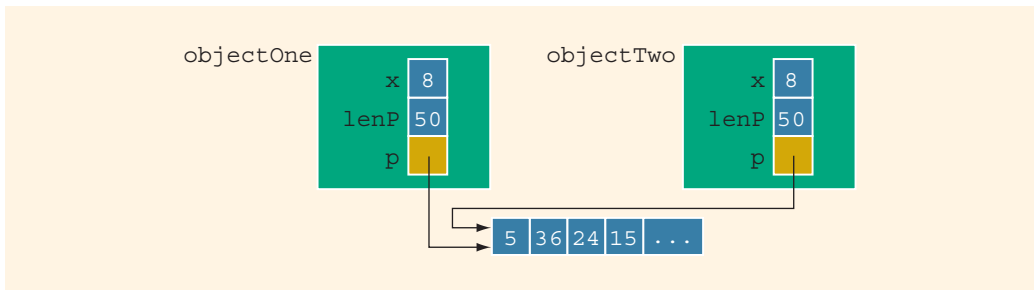 objectOne
x 8
lenP 50
p
objectTwo
x 8
lenP 50
p
5 36 24 15 ...